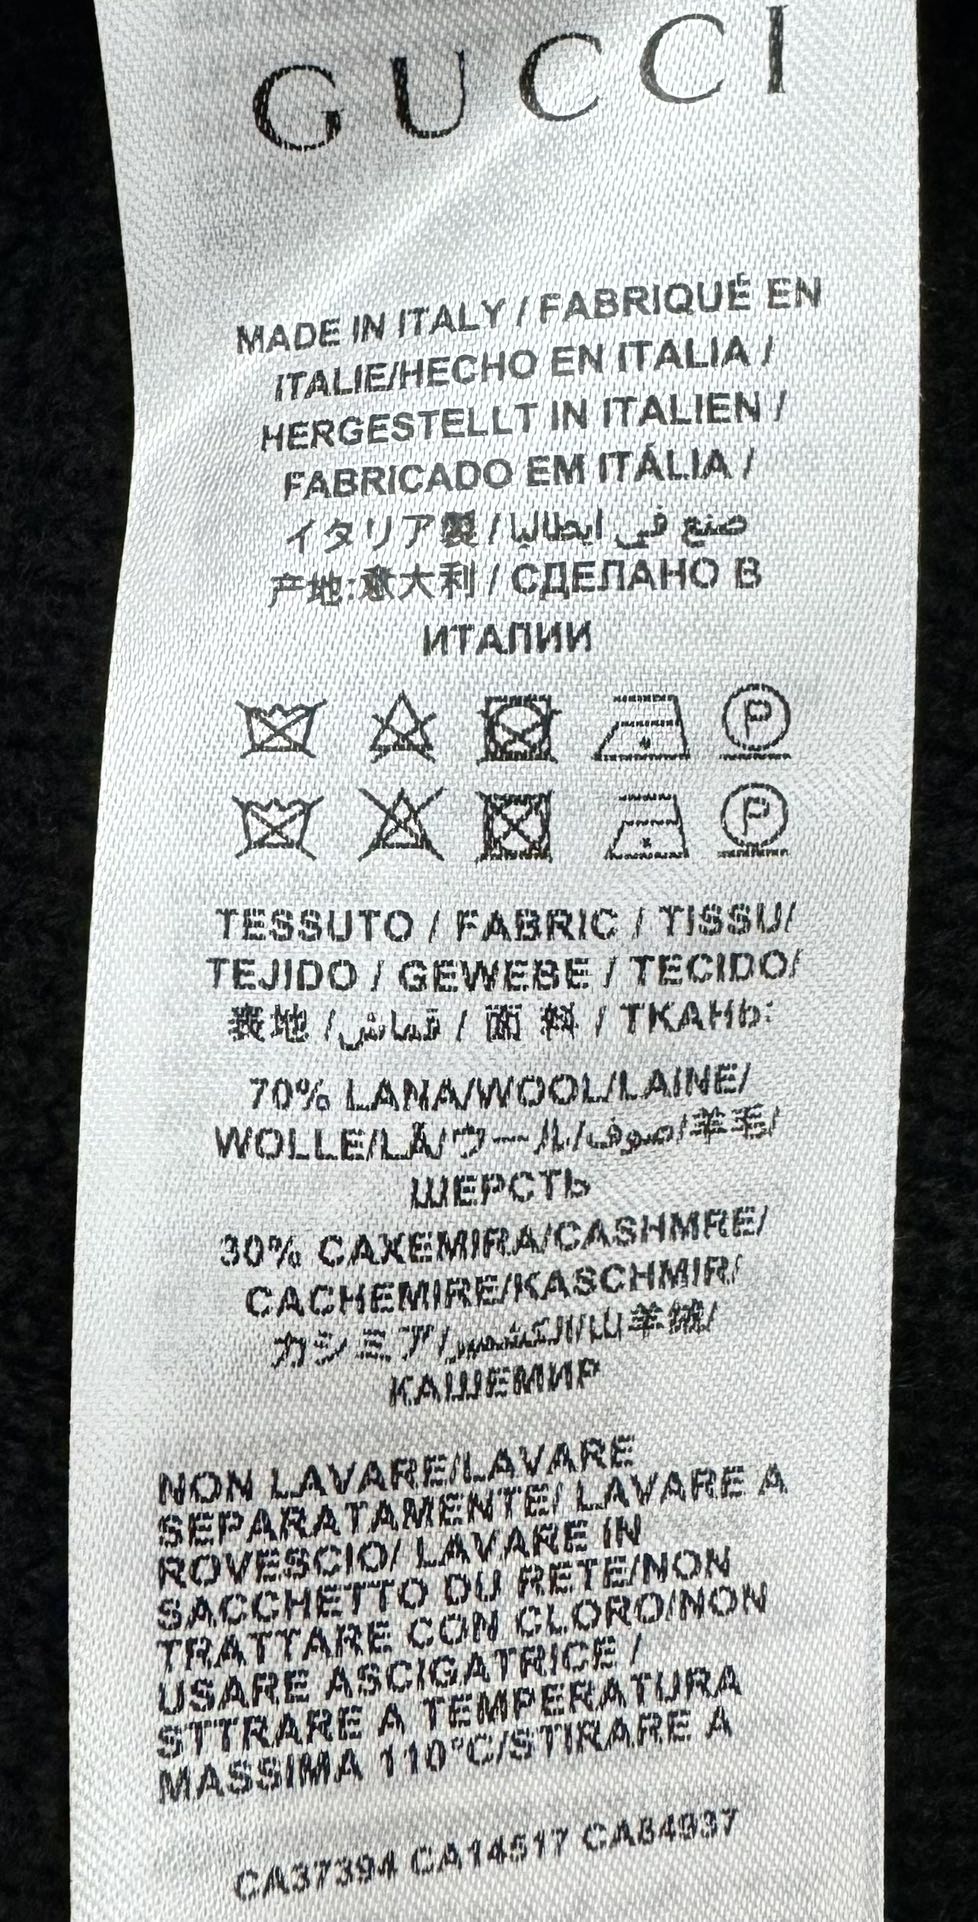 GUCCI
MADE IN ITALY / FABRIQUÉ EN
ITALIE/HECHO EN ITALIA /
HERGESTELLT IN ITALIEN /
FABRICADO EM ITÁLIA /
イタリア製 / صنع في ايطاليا
产地:意大利 / СДЕЛАНО В
ИТАЛИИ
P
P
TESSUTO / FABRIC / TISSU/
TEJIDO / GEWEBE / TECIDO/
表地 / قماش / 面 料 / ТКАНЬ:
70% LANA/WOOL/LAINE/
WOLLE/LÃ/ウール/صوف/羊毛/
ШЕРСТЬ
30% CAXEMIRA/CASHMRE/
CACHEMIRE/KASCHMIR/
カシミア/الكشمير/山羊绒/
КАШЕМИР
NON LAVARE/LAVARE
SEPARATAMENTE/ LAVARE A
ROVESCIO/ LAVARE IN
SACCHETTO DU RETE/NON
TRATTARE CON CLORO/NON
USARE ASCIGATRICE /
STTRARE A TEMPERATURA
MASSIMA 110°C/STIRARE A
CA37394 CA14517 CA84937